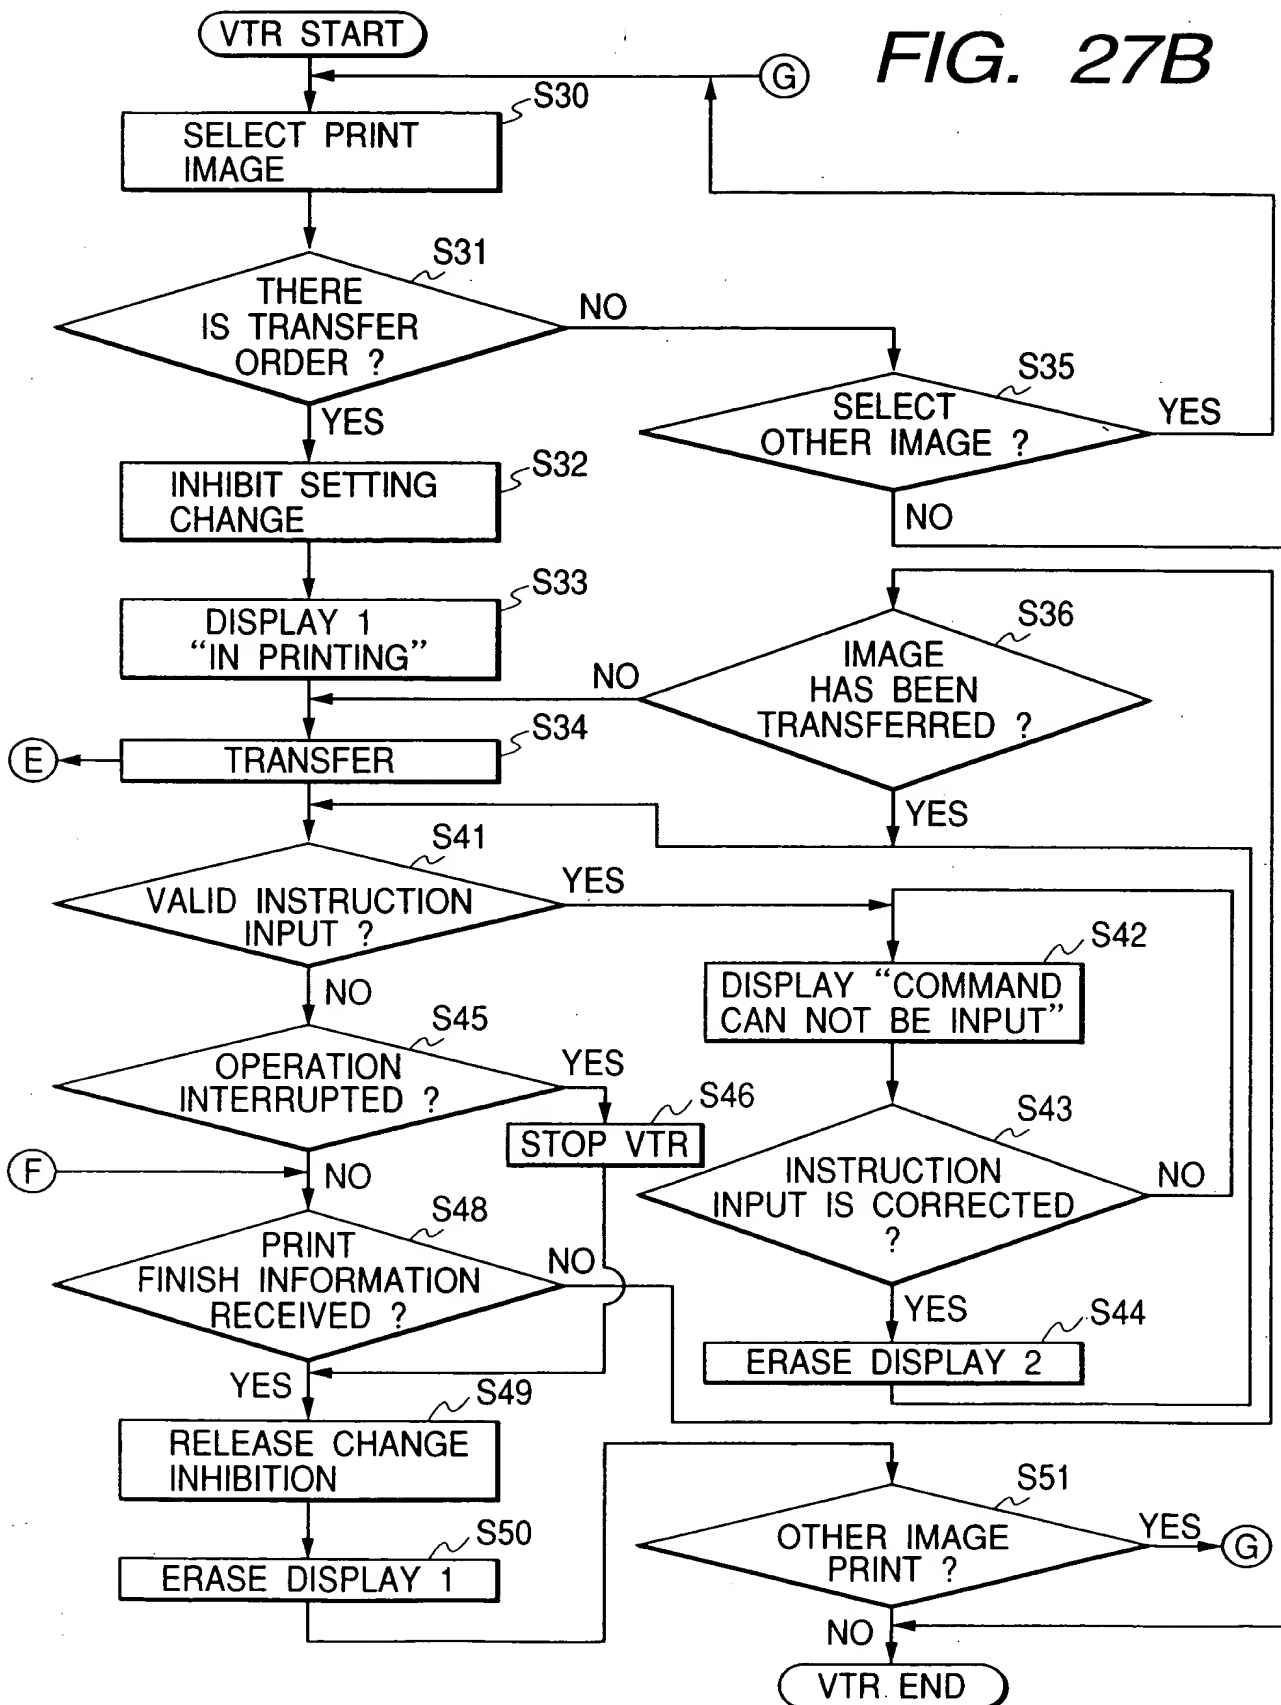 VTR START
FIG. 27B
G
S30
SELECT PRINT
IMAGE
S31
THERE
IS TRANSFER
ORDER ?
NO
YES
S35
SELECT
OTHER IMAGE ?
YES
NO
S32
INHIBIT SETTING
CHANGE
S33
DISPLAY 1
“IN PRINTING”
S36
IMAGE
HAS BEEN
TRANSFERRED ?
NO
YES
S34
TRANSFER
E
S41
VALID INSTRUCTION
INPUT ?
YES
NO
S42
DISPLAY “COMMAND
CAN NOT BE INPUT”
S45
OPERATION
INTERRUPTED ?
YES
NO
S46
STOP VTR
S43
INSTRUCTION
INPUT IS CORRECTED
?
NO
YES
F
S48
PRINT
FINISH INFORMATION
RECEIVED ?
NO
YES
S44
ERASE DISPLAY 2
S49
RELEASE CHANGE
INHIBITION
S50
ERASE DISPLAY 1
S51
OTHER IMAGE
PRINT ?
YES
G
NO
VTR END